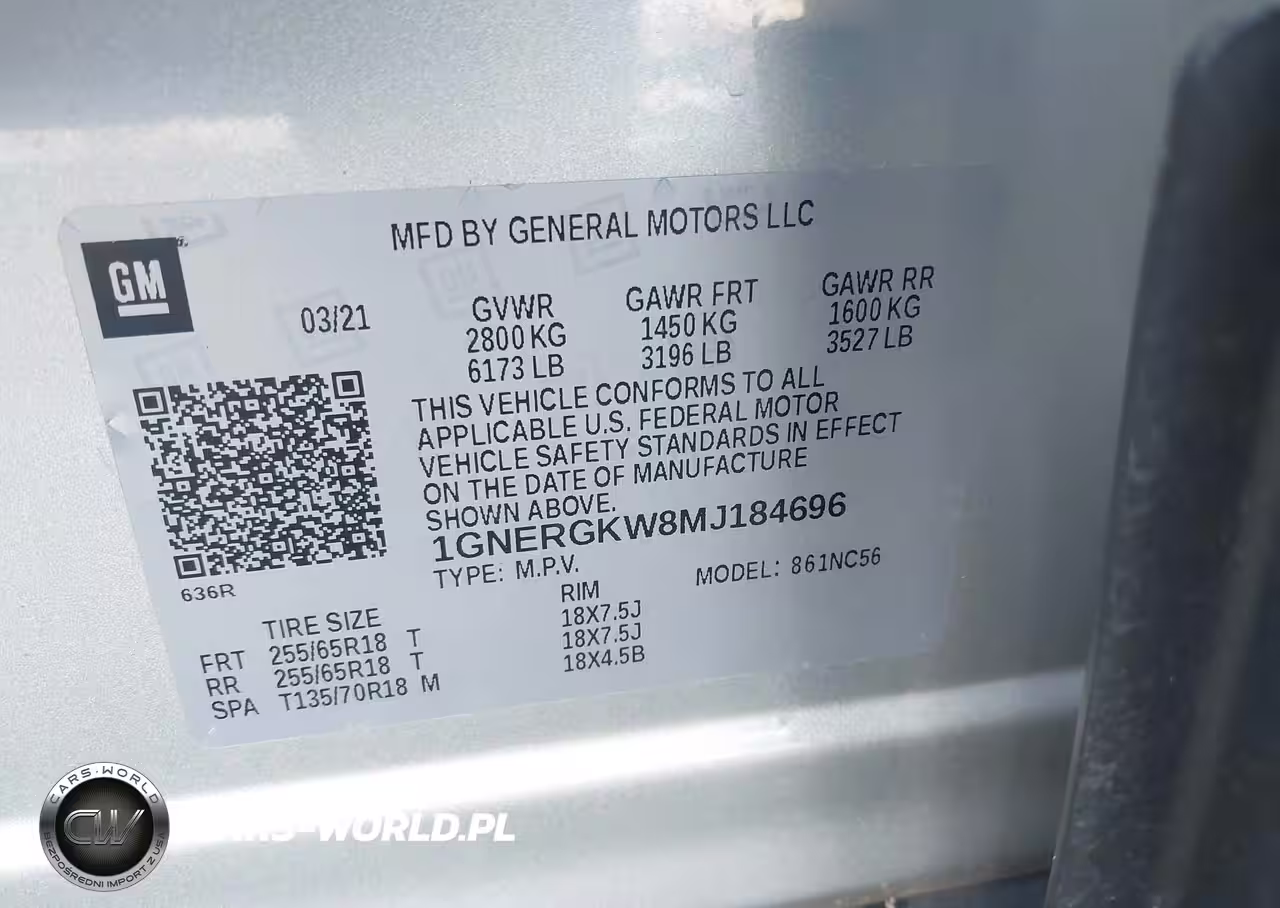 MFD BY GENERAL MOTORS LLC
GM
03/21
GVWR
2800 KG
6173 LB
GAWR FRT
1450 KG
3196 LB
GAWR RR
1600 KG
3527 LB
THIS VEHICLE CONFORMS TO ALL
APPLICABLE U.S. FEDERAL MOTOR
VEHICLE SAFETY STANDARDS IN EFFECT
ON THE DATE OF MANUFACTURE
SHOWN ABOVE.
1GNERGKW8MJ184696
TYPE: M.P.V.
MODEL: 861NC56
636R
TIRE SIZE
RIM
FRT 255/65R18 T 18X7.5J
RR 255/65R18 T 18X7.5J
SPA T135/70R18 M 18X4.5B
CARS-WORLD
CW
BEZPOŚREDNI IMPORT Z USA
-WORLD.PL